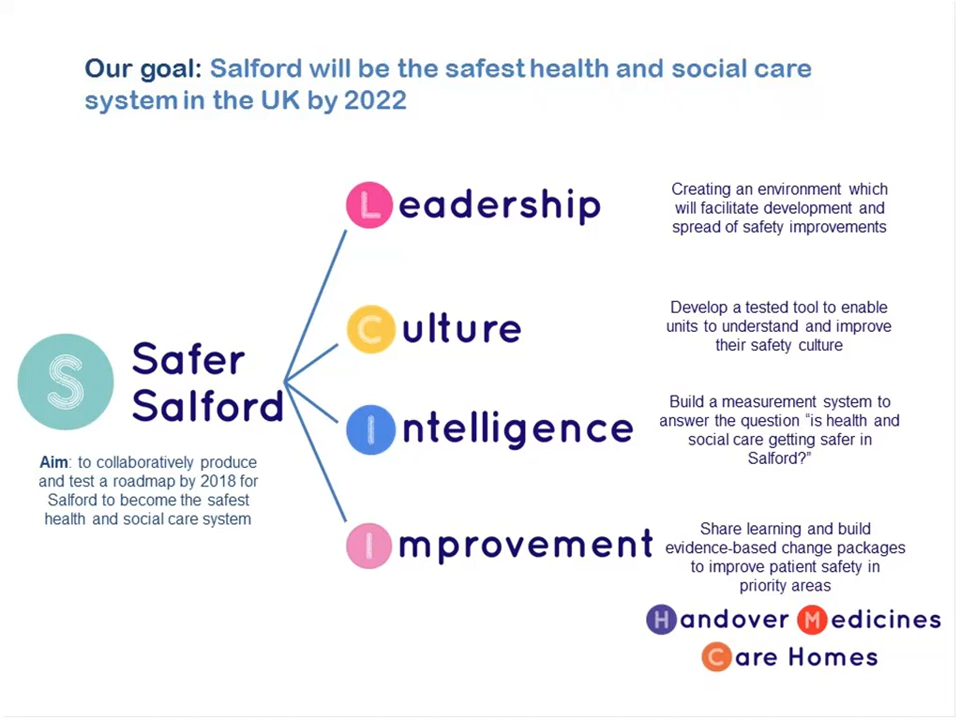 Our goal: Salford will be the safest health and social care
system in the UK by 2022
Leadership
Creating an environment which
will facilitate development and
spread of safety improvements
Culture
Develop a tested tool to enable
units to understand and improve
their safety culture
S
Safer
Salford
Aim: to collaboratively produce
and test a roadmap by 2018 for
Salford to become the safest
health and social care system
Intelligence
Build a measurement system to
answer the question “is health and
social care getting safer in
Salford?”
Improvement
Share learning and build
evidence-based change packages
to improve patient safety in
priority areas
Handover Medicines
Care Homes